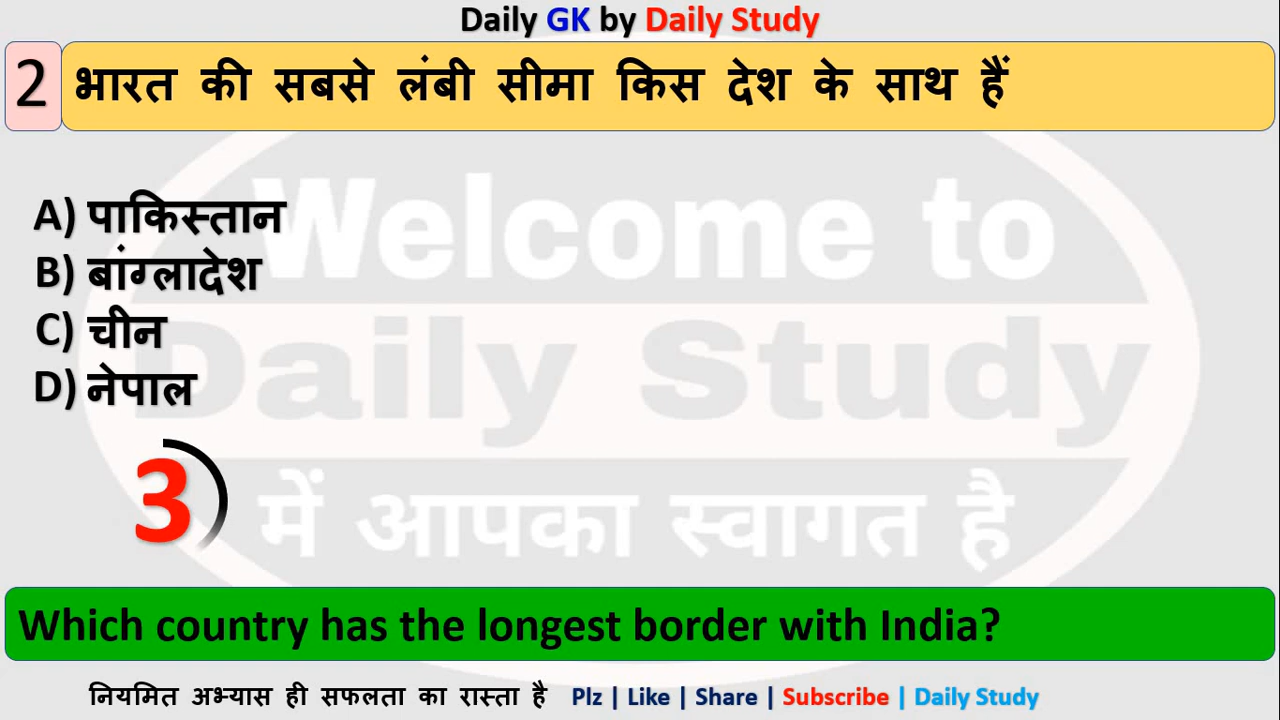 Daily GK by Daily Study
2 भारत की सबसे लंबी सीमा किस देश के साथ हैं
A) पाकिस्तान
B) बांग्लादेश
C) चीन
D) नेपाल
3
Welcome to
Daily Study
में आपका स्वागत है
Which country has the longest border with India?
नियमित अभ्यास ही सफलता का रास्ता है Plz | Like | Share | Subscribe | Daily Study